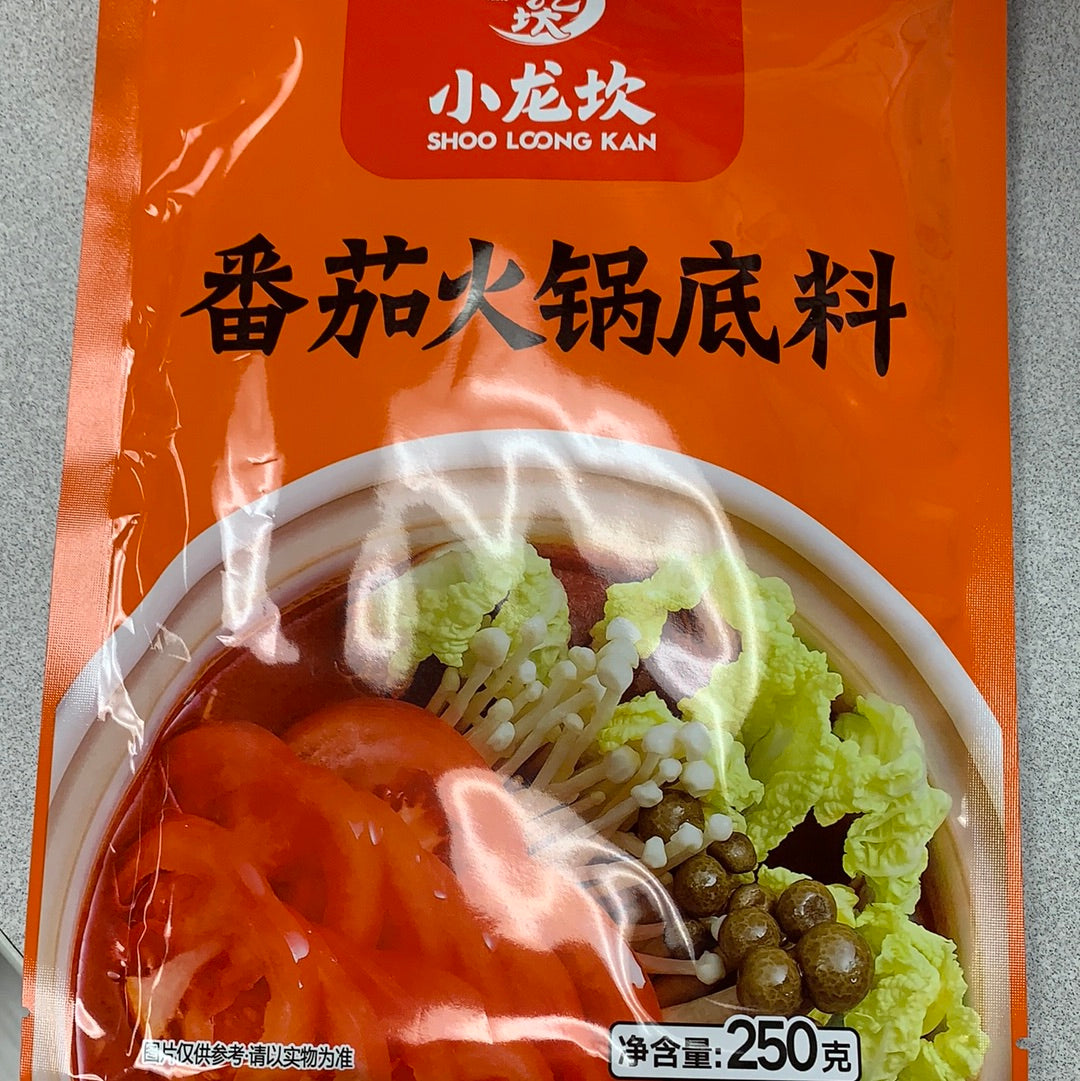 坎
小龙坎
SHOO LOONG KAN
番茄火锅底料
图片仅供参考·请以实物为准
净含量:250克